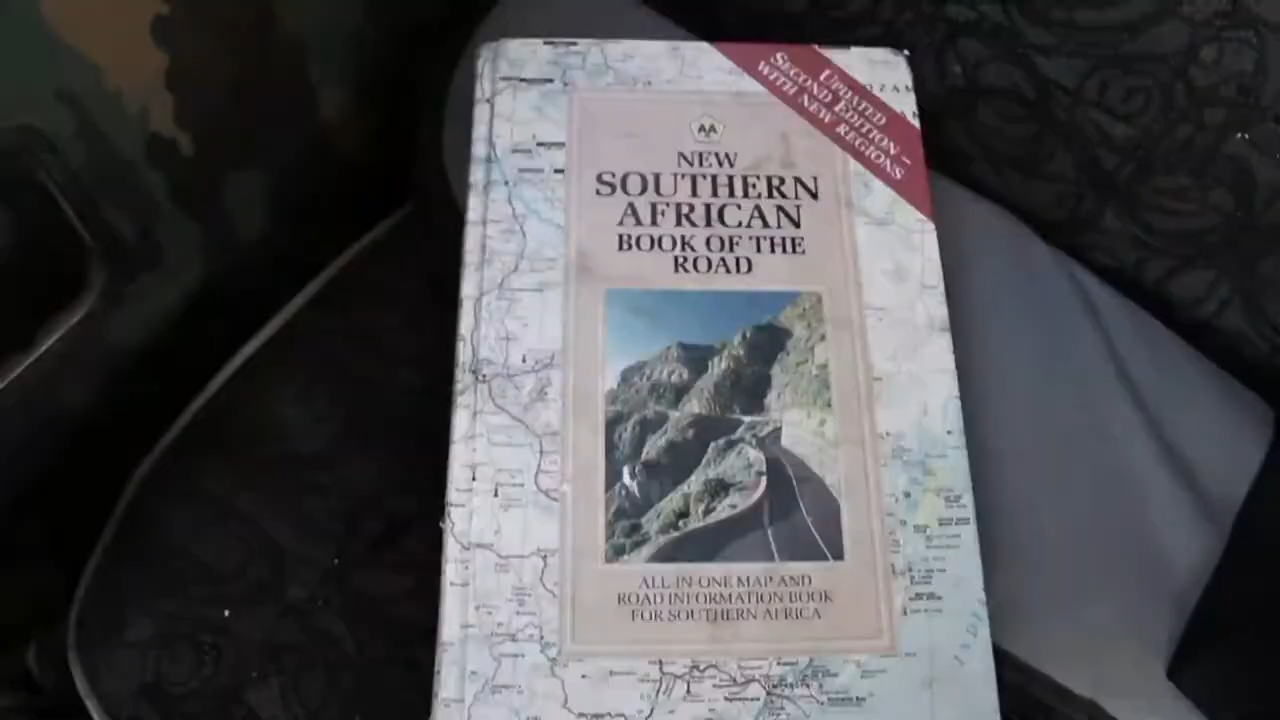 UPDATED
SECOND EDITION –
WITH NEW REGIONS
AA
NEW
SOUTHERN
AFRICAN
BOOK OF THE
ROAD
ALL-IN-ONE MAP AND
ROAD INFORMATION BOOK
FOR SOUTHERN AFRICA